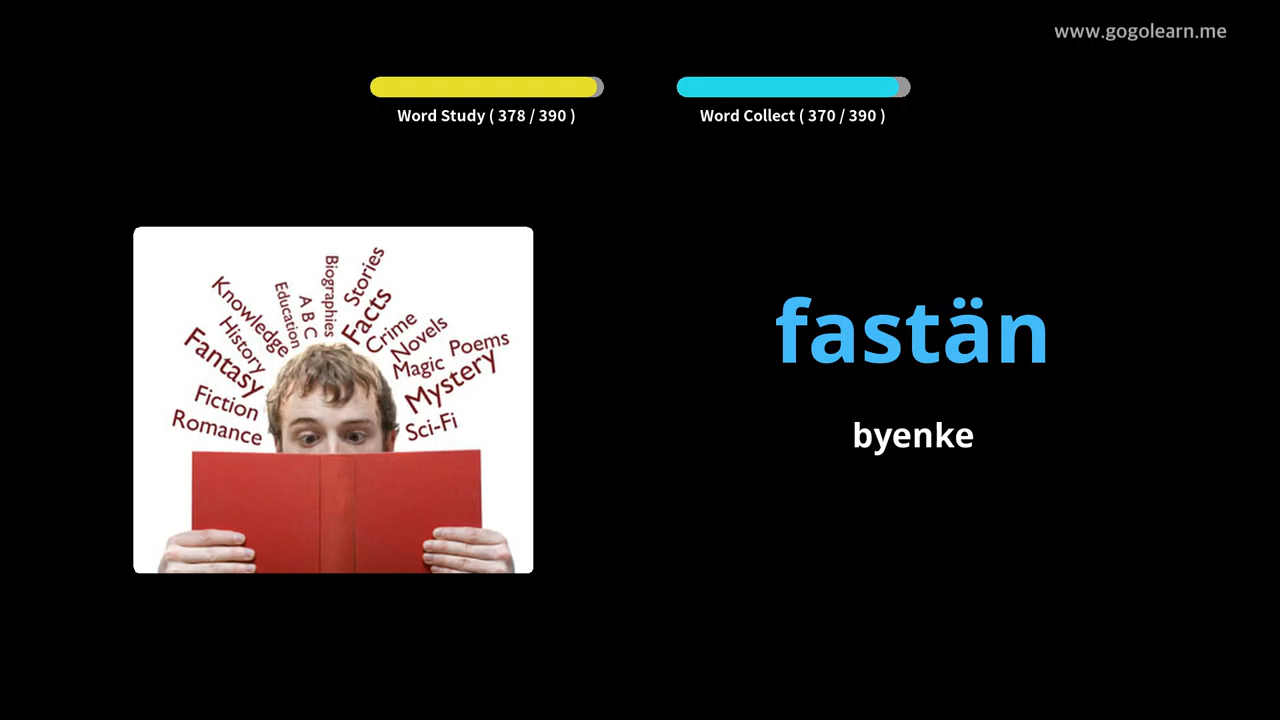 www.gogolearn.me
Word Study ( 378 / 390 )
Word Collect ( 370 / 390 )
Biographies
Stories
Education
A B C
Facts
Knowledge
Crime
History
Novels
Fantasy
Magic
Poems
Mystery
Fiction
Romance
Sci-Fi
fastän
byenke